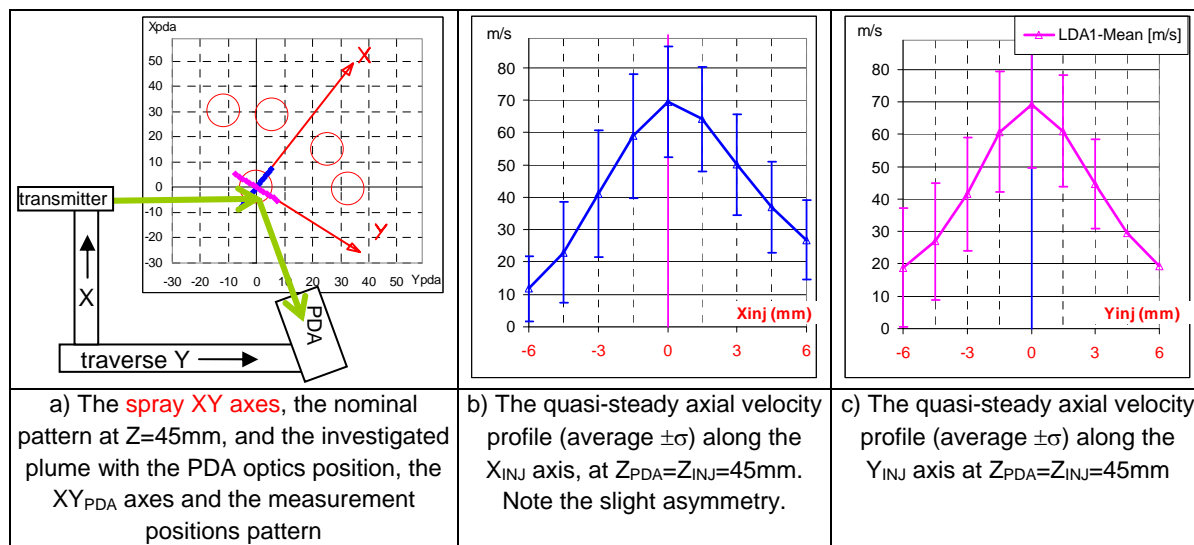 Xpda
50
40
30
20
10
0
10
20
30
-30 -20 -10 0 10 20 30 40 50 Ypda
X
Y
transmitter
X
traverse Y
PDA
m/s
80
70
60
50
40
30
20
10
0
Xinj (mm)
-6 -3 0 3 6
m/s
LDA1-Mean [m/s]
80
70
60
50
40
30
20
10
0
Yinj (mm)
-6 -3 0 3 6
a) The spray XY axes, the nominal
pattern at Z=45mm, and the investigated
plume with the PDA optics position, the
XYPDA axes and the measurement
positions pattern
b) The quasi-steady axial velocity
profile (average ±σ) along the
XINJ axis, at ZPDA=ZINJ=45mm.
Note the slight asymmetry.
c) The quasi-steady axial velocity
profile (average ±σ) along the
YINJ axis at ZPDA=ZINJ=45mm